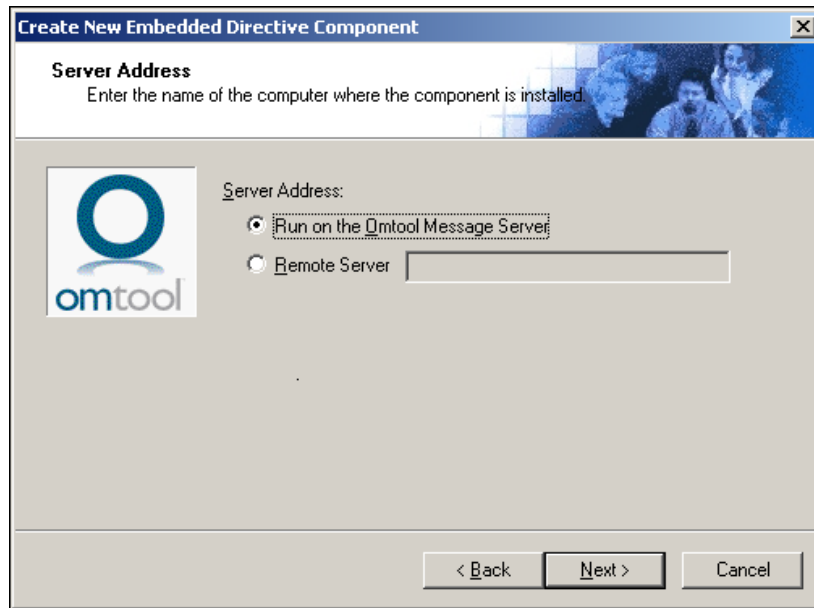 Create New Embedded Directive Component
Server Address
Enter the name of the computer where the component is installed.
Server Address:
Run on the Omtool Message Server
Remote Server
omtool
< Back
Next >
Cancel